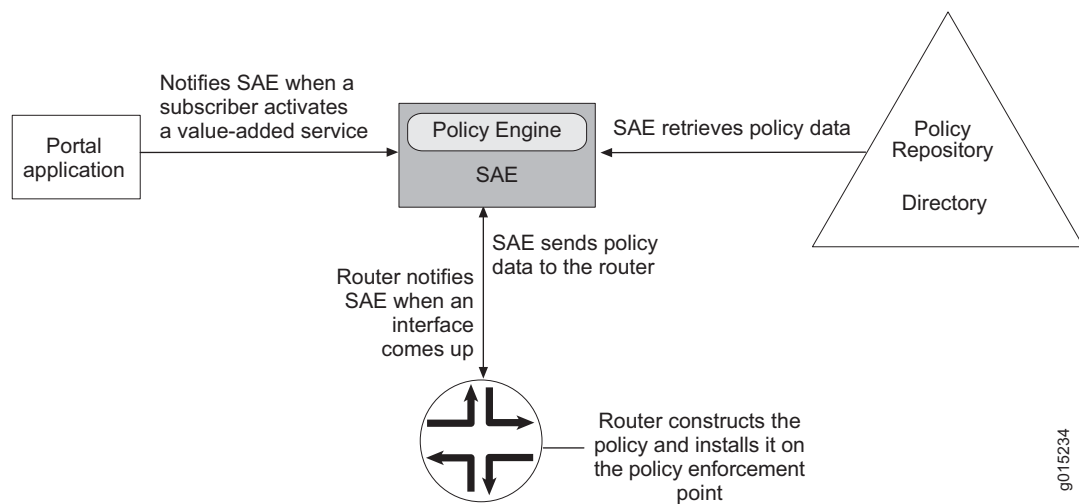 Notifies SAE when a
subscriber activates
a value-added service
Portal
application
Policy Engine
SAE
SAE retrieves policy data
Policy
Repository
Directory
SAE sends policy
data to the router
Router notifies
SAE when an
interface
comes up
Router constructs the
policy and installs it on
the policy enforcement
point
g015234